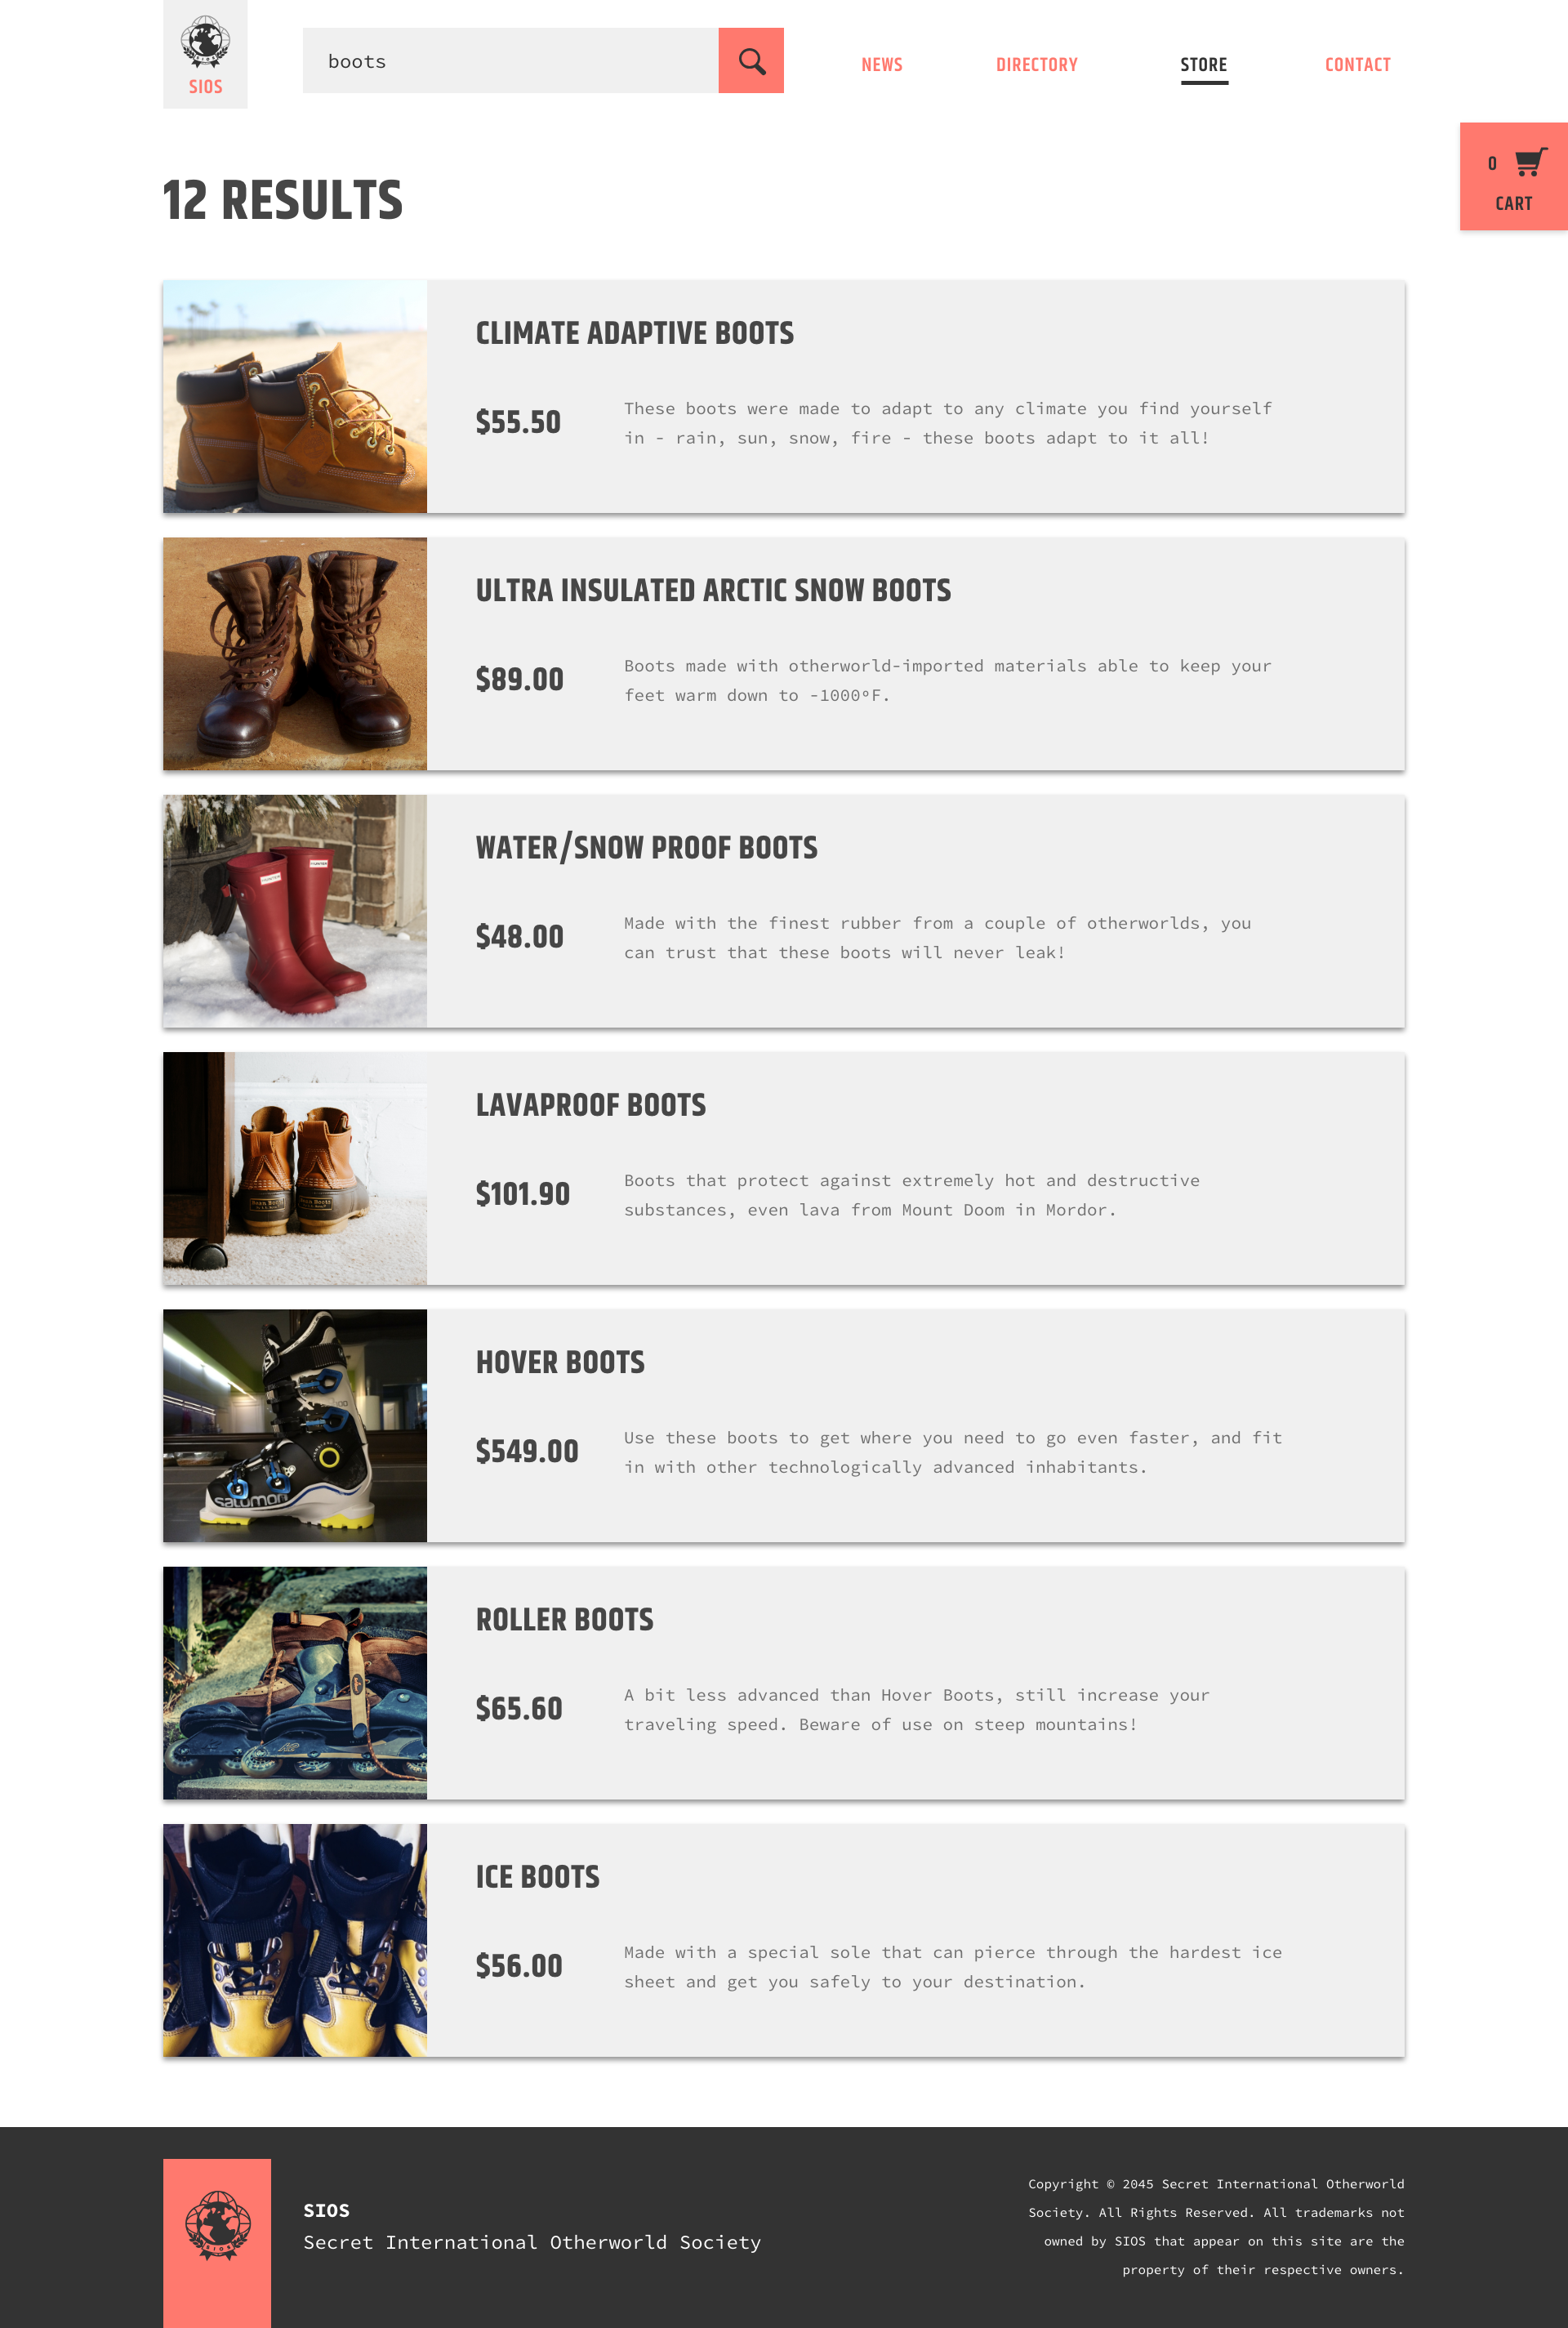 SIOS
SIOS
boots
NEWS
DIRECTORY
STORE
CONTACT
0
CART
12 RESULTS
CLIMATE ADAPTIVE BOOTS
$55.50
These boots were made to adapt to any climate you find yourself
in - rain, sun, snow, fire - these boots adapt to it all!
ULTRA INSULATED ARCTIC SNOW BOOTS
$89.00
Boots made with otherworld-imported materials able to keep your
feet warm down to -1000°F.
HUNTER
HUNTER
WATER/SNOW PROOF BOOTS
$48.00
Made with the finest rubber from a couple of otherworlds, you
can trust that these boots will never leak!
LAVAPROOF BOOTS
$101.90
Boots that protect against extremely hot and destructive
substances, even lava from Mount Doom in Mordor.
salomon
HOVER BOOTS
$549.00
Use these boots to get where you need to go even faster, and fit
in with other technologically advanced inhabitants.
ROLLER BOOTS
$65.60
A bit less advanced than Hover Boots, still increase your
traveling speed. Beware of use on steep mountains!
ICE BOOTS
$56.00
Made with a special sole that can pierce through the hardest ice
sheet and get you safely to your destination.
SIOS
SIOS
Secret International Otherworld Society
Copyright © 2045 Secret International Otherworld
Society. All Rights Reserved. All trademarks not
owned by SIOS that appear on this site are the
property of their respective owners.